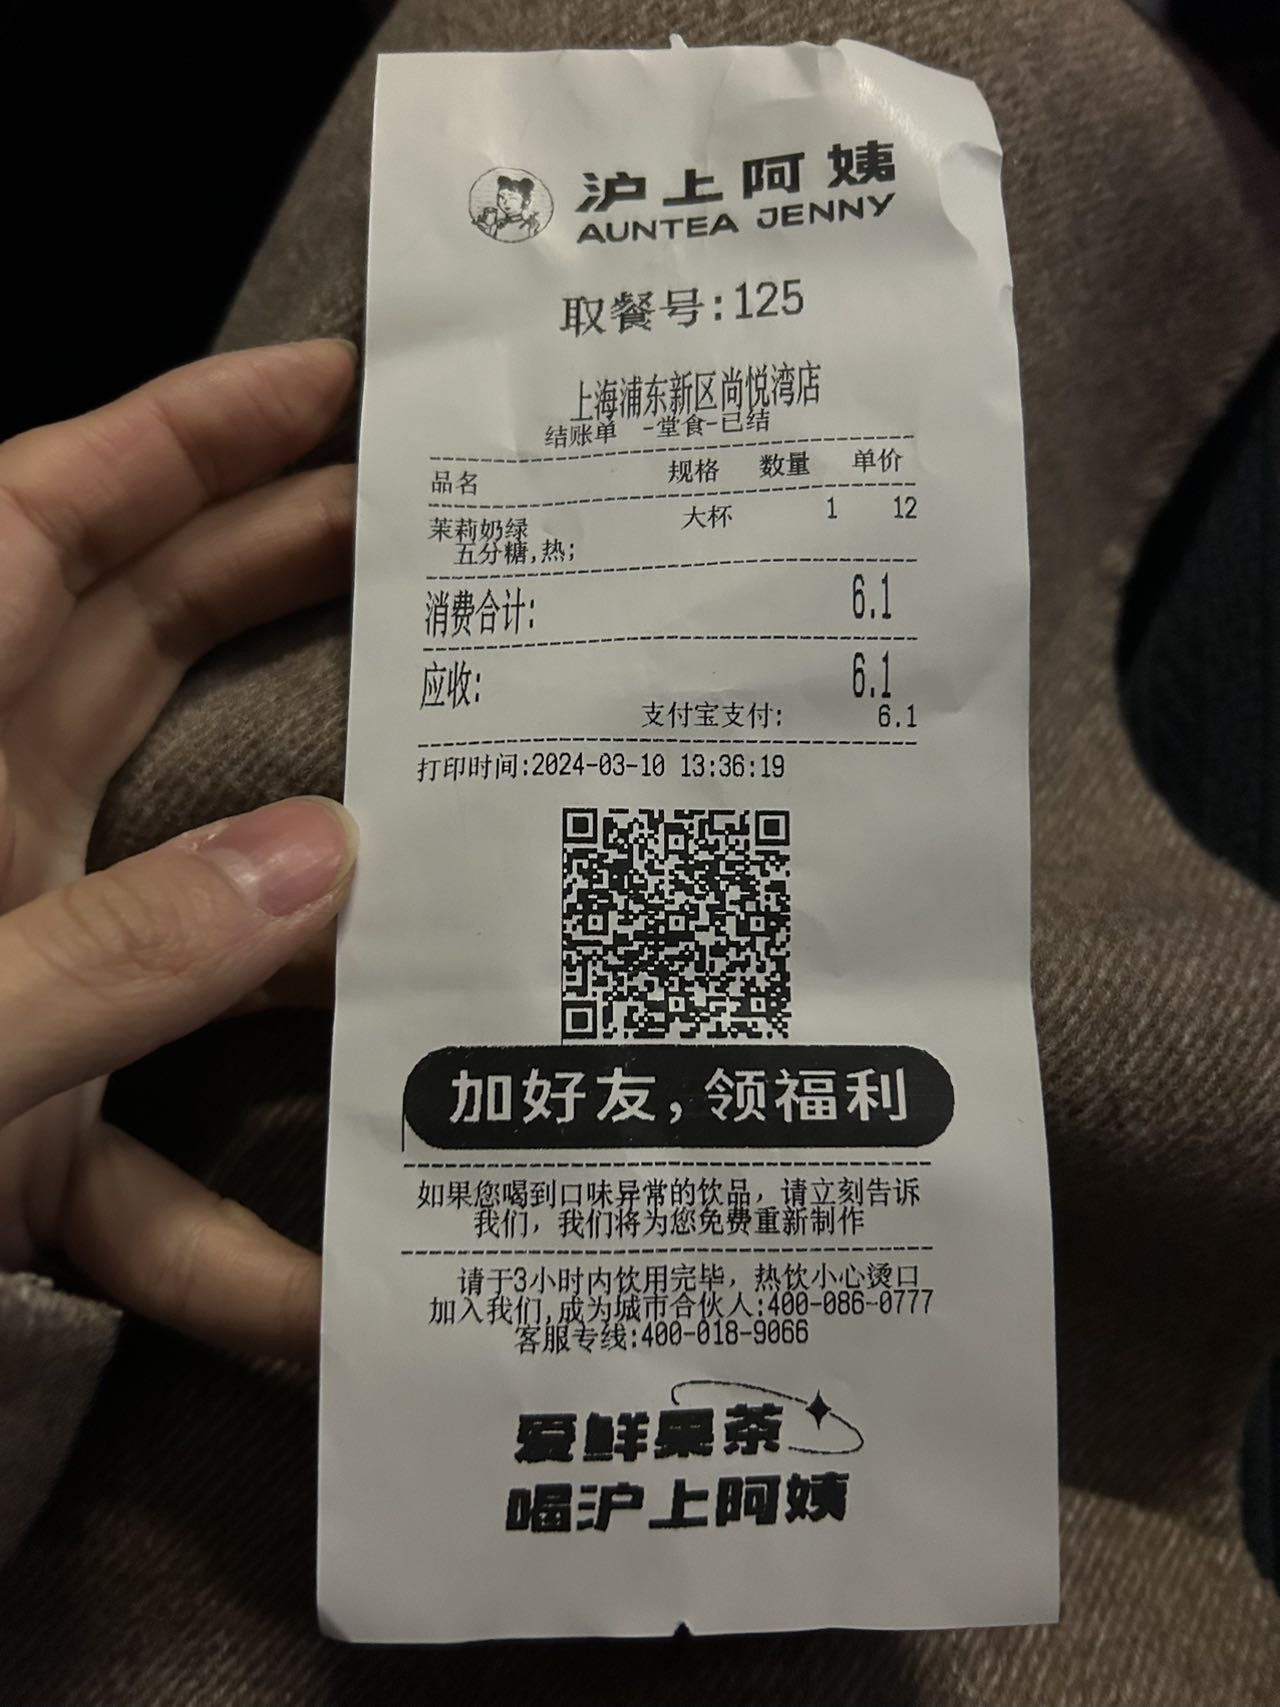 沪上阿姨
AUNTEA JENNY
取餐号:125
上海浦东新区尚悦湾店
结账单 -堂食-已结
品名 规格 数量 单价
茉莉奶绿 大杯 1 12
五分糖,热;
消费合计: 6.1
应收: 6.1
支付宝支付: 6.1
打印时间:2024-03-10 13:36:19
加好友,领福利
如果您喝到口味异常的饮品，请立刻告诉
我们，我们将为您免费重新制作
请于3小时内饮用完毕，热饮小心烫口
加入我们,成为城市合伙人:400-086-0777
客服专线:400-018-9066
爱鲜果茶
喝沪上阿姨